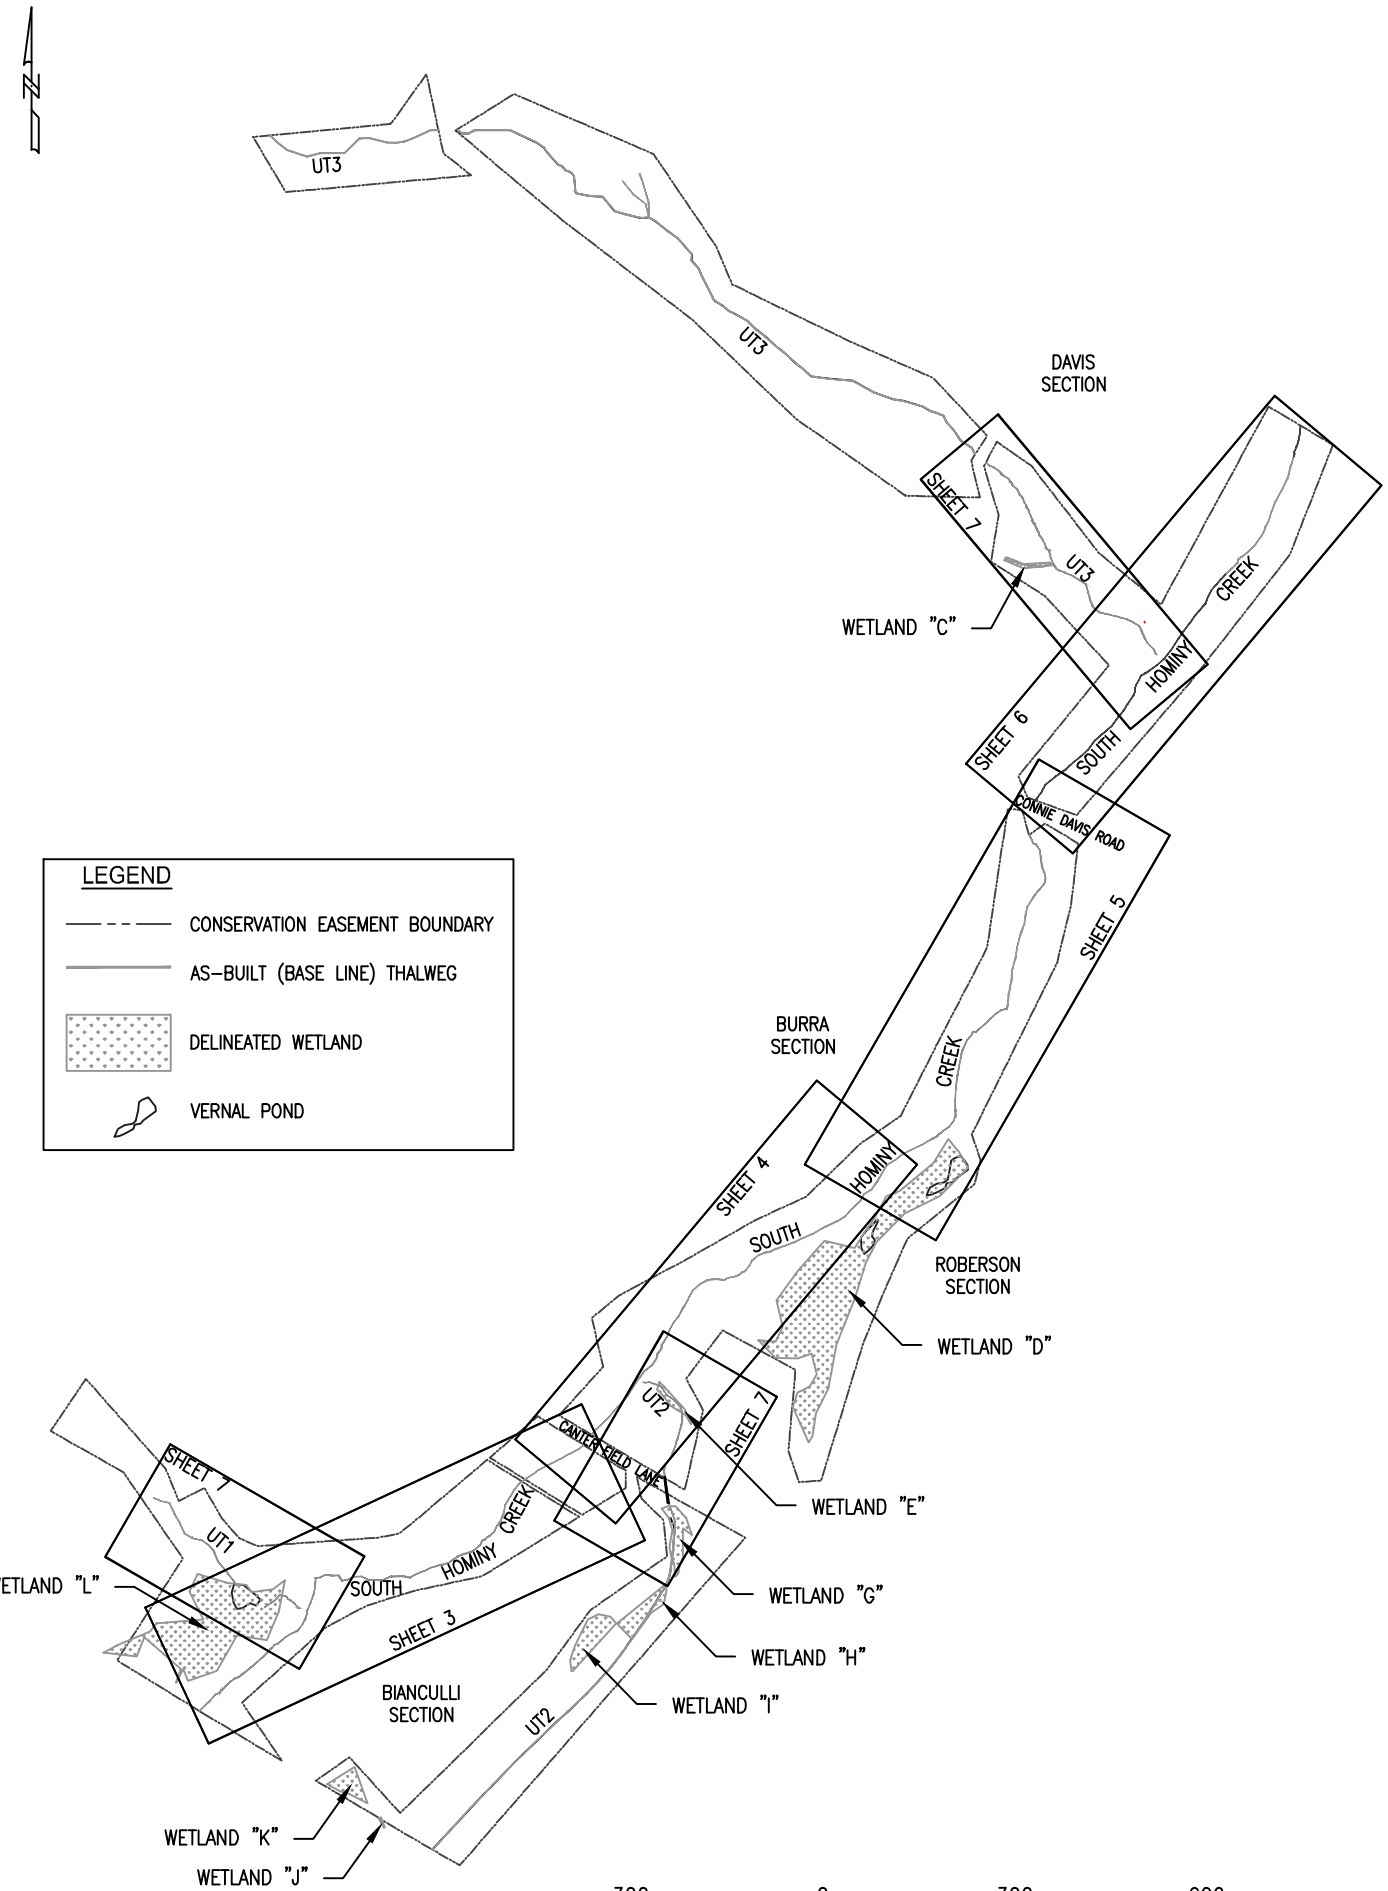 N
UT3
UT3
DAVIS
SECTION
SHEET 7
UT3
CREEK
WETLAND "C"
HOMINY
SHEET 6
SOUTH
CONNIE DAVIS ROAD
LEGEND
CONSERVATION EASEMENT BOUNDARY
AS-BUILT (BASE LINE) THALWEG
DELINEATED WETLAND
VERNAL POND
SHEET 5
BURRA
SECTION
CREEK
SHEET 4
HOMINY
SOUTH
ROBERSON
SECTION
WETLAND "D"
UT2
SHEET 7
CANTER FIELD LANE
SHEET 7
CREEK
WETLAND "E"
UT1
HOMINY
SOUTH
ETLAND "L"
WETLAND "G"
SHEET 3
WETLAND "H"
BIANCULLI
SECTION
WETLAND "I"
UT2
WETLAND "K"
WETLAND "J"